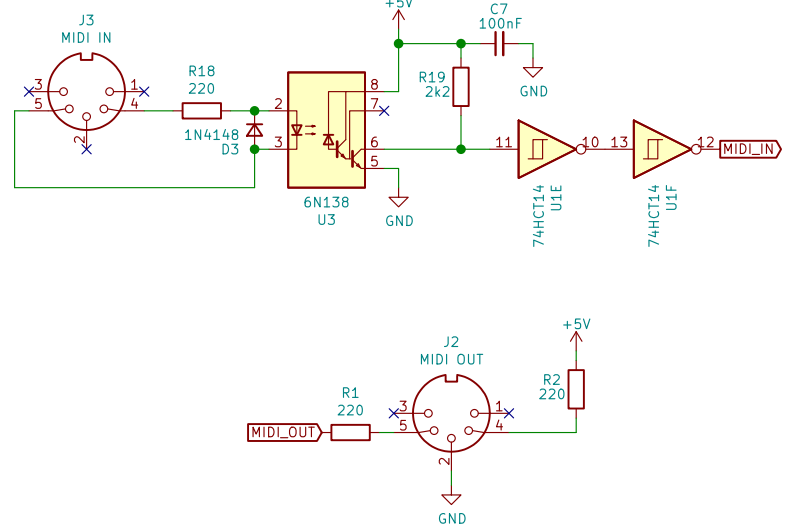 J3
MIDI IN
3
1
5
4
2
R18
220
1N4148
D3
2
3
8
7
6
5
6N138
U3
+5V
C7
100nF
GND
R19
2k2
GND
11
10
74HCT14
U1E
13
12
74HCT14
U1F
MIDI_IN
J2
MIDI OUT
3
1
5
4
2
MIDI_OUT
R1
220
+5V
R2
220
GND